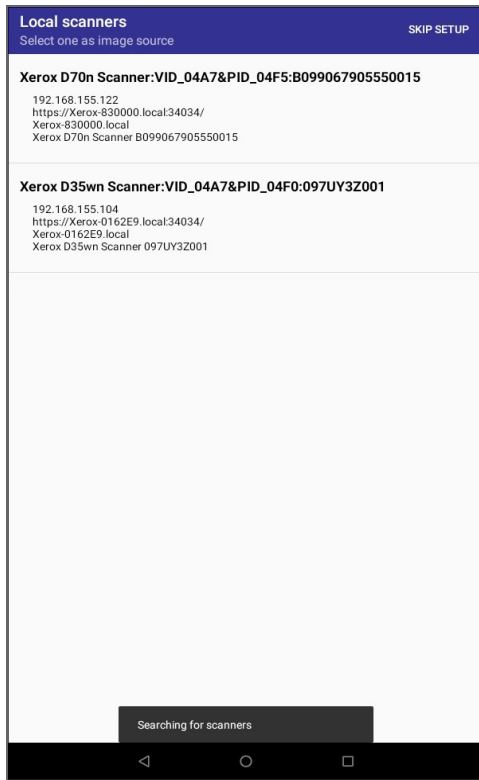 Local scanners
Select one as image source
SKIP SETUP
Xerox D70n Scanner:VID_04A7&PID_04F5:B099067905550015
192.168.155.122
https://Xerox-830000.local:34034/
Xerox-830000.local
Xerox D70n Scanner B099067905550015
Xerox D35wn Scanner:VID_04A7&PID_04F0:097UY3Z001
192.168.155.104
https://Xerox-0162E9.local:34034/
Xerox-0162E9.local
Xerox D35wn Scanner 097UY3Z001
Searching for scanners